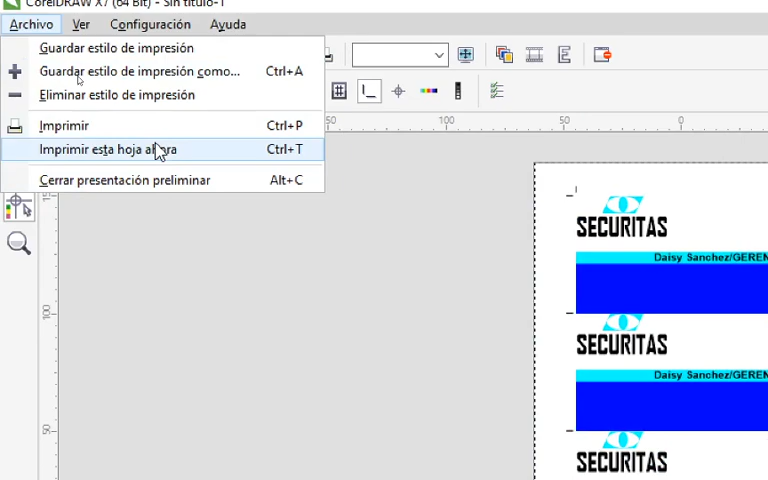 CorelDRAW X7 (64 Bit) - Sin título-1
Archivo Ver Configuración Ayuda
Guardar estilo de impresión
Guardar estilo de impresión como... Ctrl+A
Eliminar estilo de impresión
Imprimir Ctrl+P
Imprimir esta hoja ahora Ctrl+T
Cerrar presentación preliminar Alt+C
100 50 0
SECURITAS
Daisy Sanchez/GEREN
100
SECURITAS
Daisy Sanchez/GEREN
50
SECURITAS